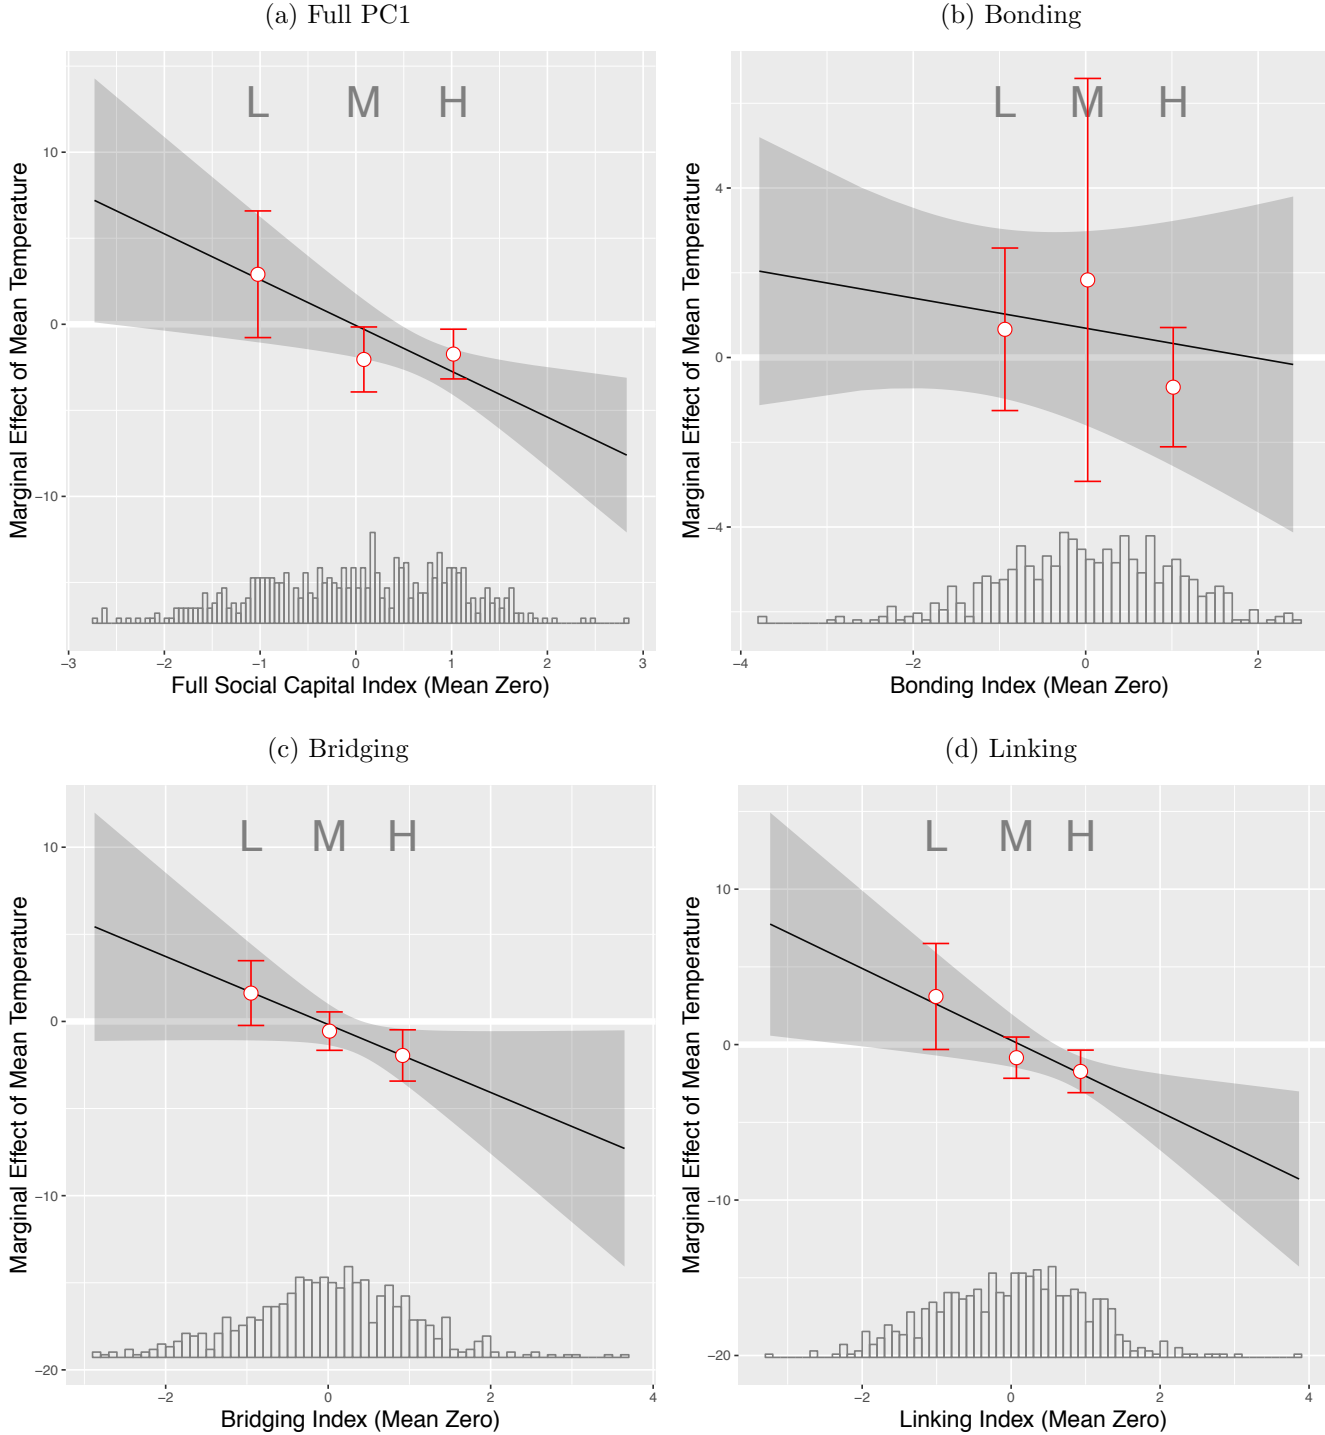 (a) Full PC1
L M H
Marginal Effect of Mean Temperature
10
0
−10
−3 −2 −1 0 1 2 3
Full Social Capital Index (Mean Zero)
(b) Bonding
L M H
Marginal Effect of Mean Temperature
4
0
−4
−4 −2 0 2
Bonding Index (Mean Zero)
(c) Bridging
L M H
Marginal Effect of Mean Temperature
10
0
−10
−20
−2 0 2 4
Bridging Index (Mean Zero)
(d) Linking
L M H
Marginal Effect of Mean Temperature
10
0
−10
−20
−2 0 2 4
Linking Index (Mean Zero)